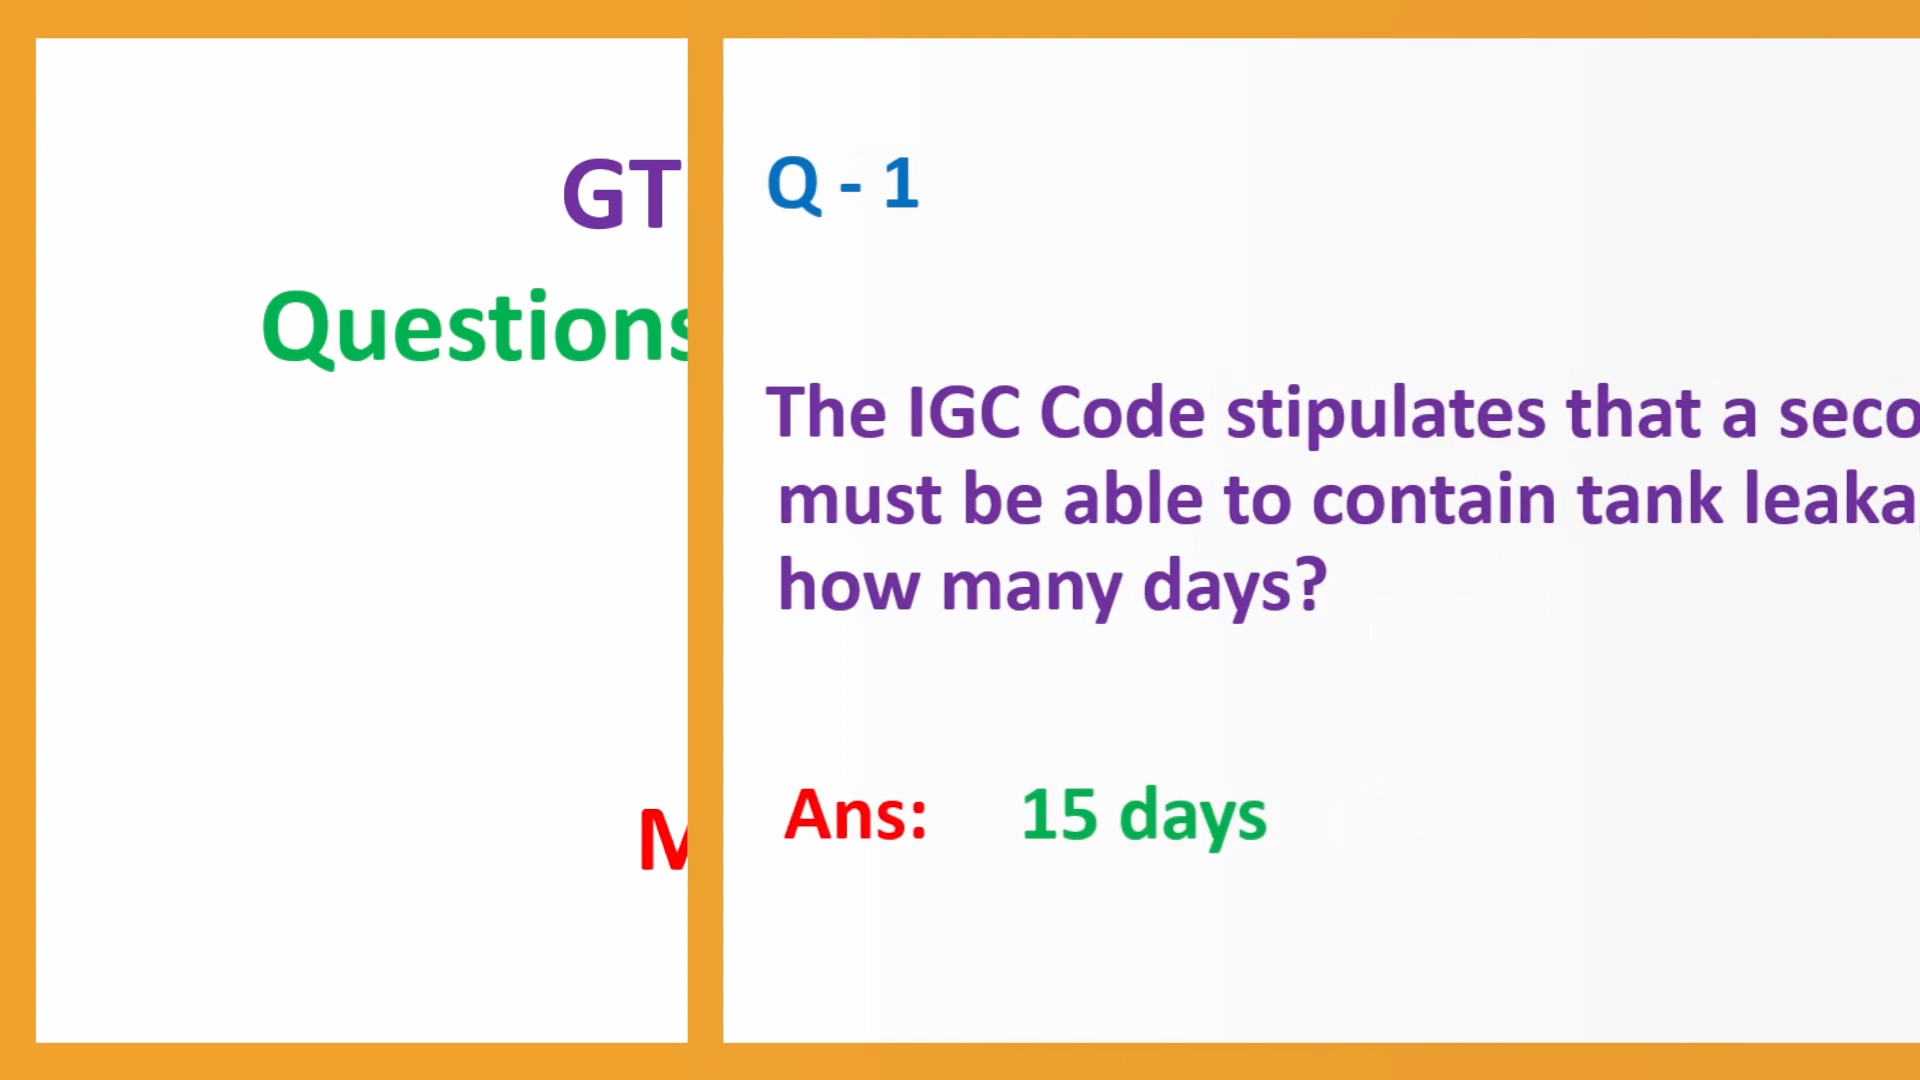 GT
Questions
M
Q - 1
The IGC Code stipulates that a seco
must be able to contain tank leaka
how many days?
Ans: 15 days